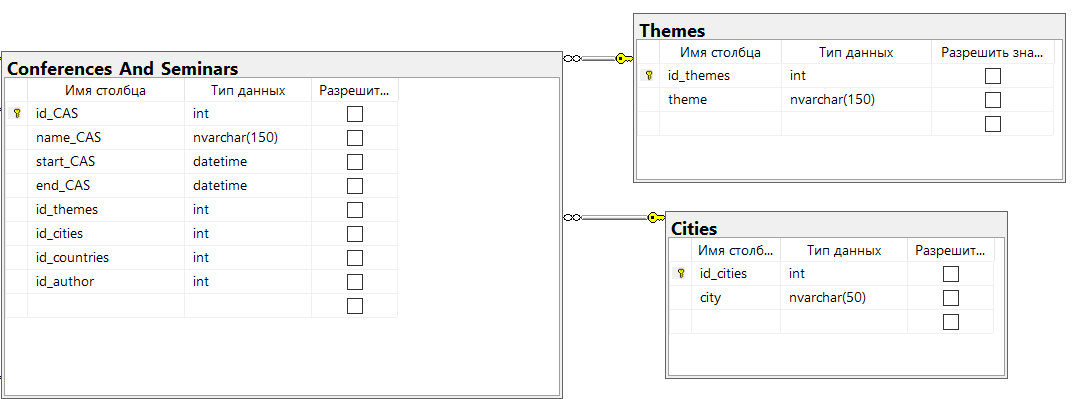 Conferences And Seminars
Имя столбца Тип данных Разрешит...
id_CAS int
name_CAS nvarchar(150)
start_CAS datetime
end_CAS datetime
id_themes int
id_cities int
id_countries int
id_author int
Themes
Имя столбца Тип данных Разрешить зна...
id_themes int
theme nvarchar(150)
Cities
Имя столб... Тип данных Разрешит...
id_cities int
city nvarchar(50)